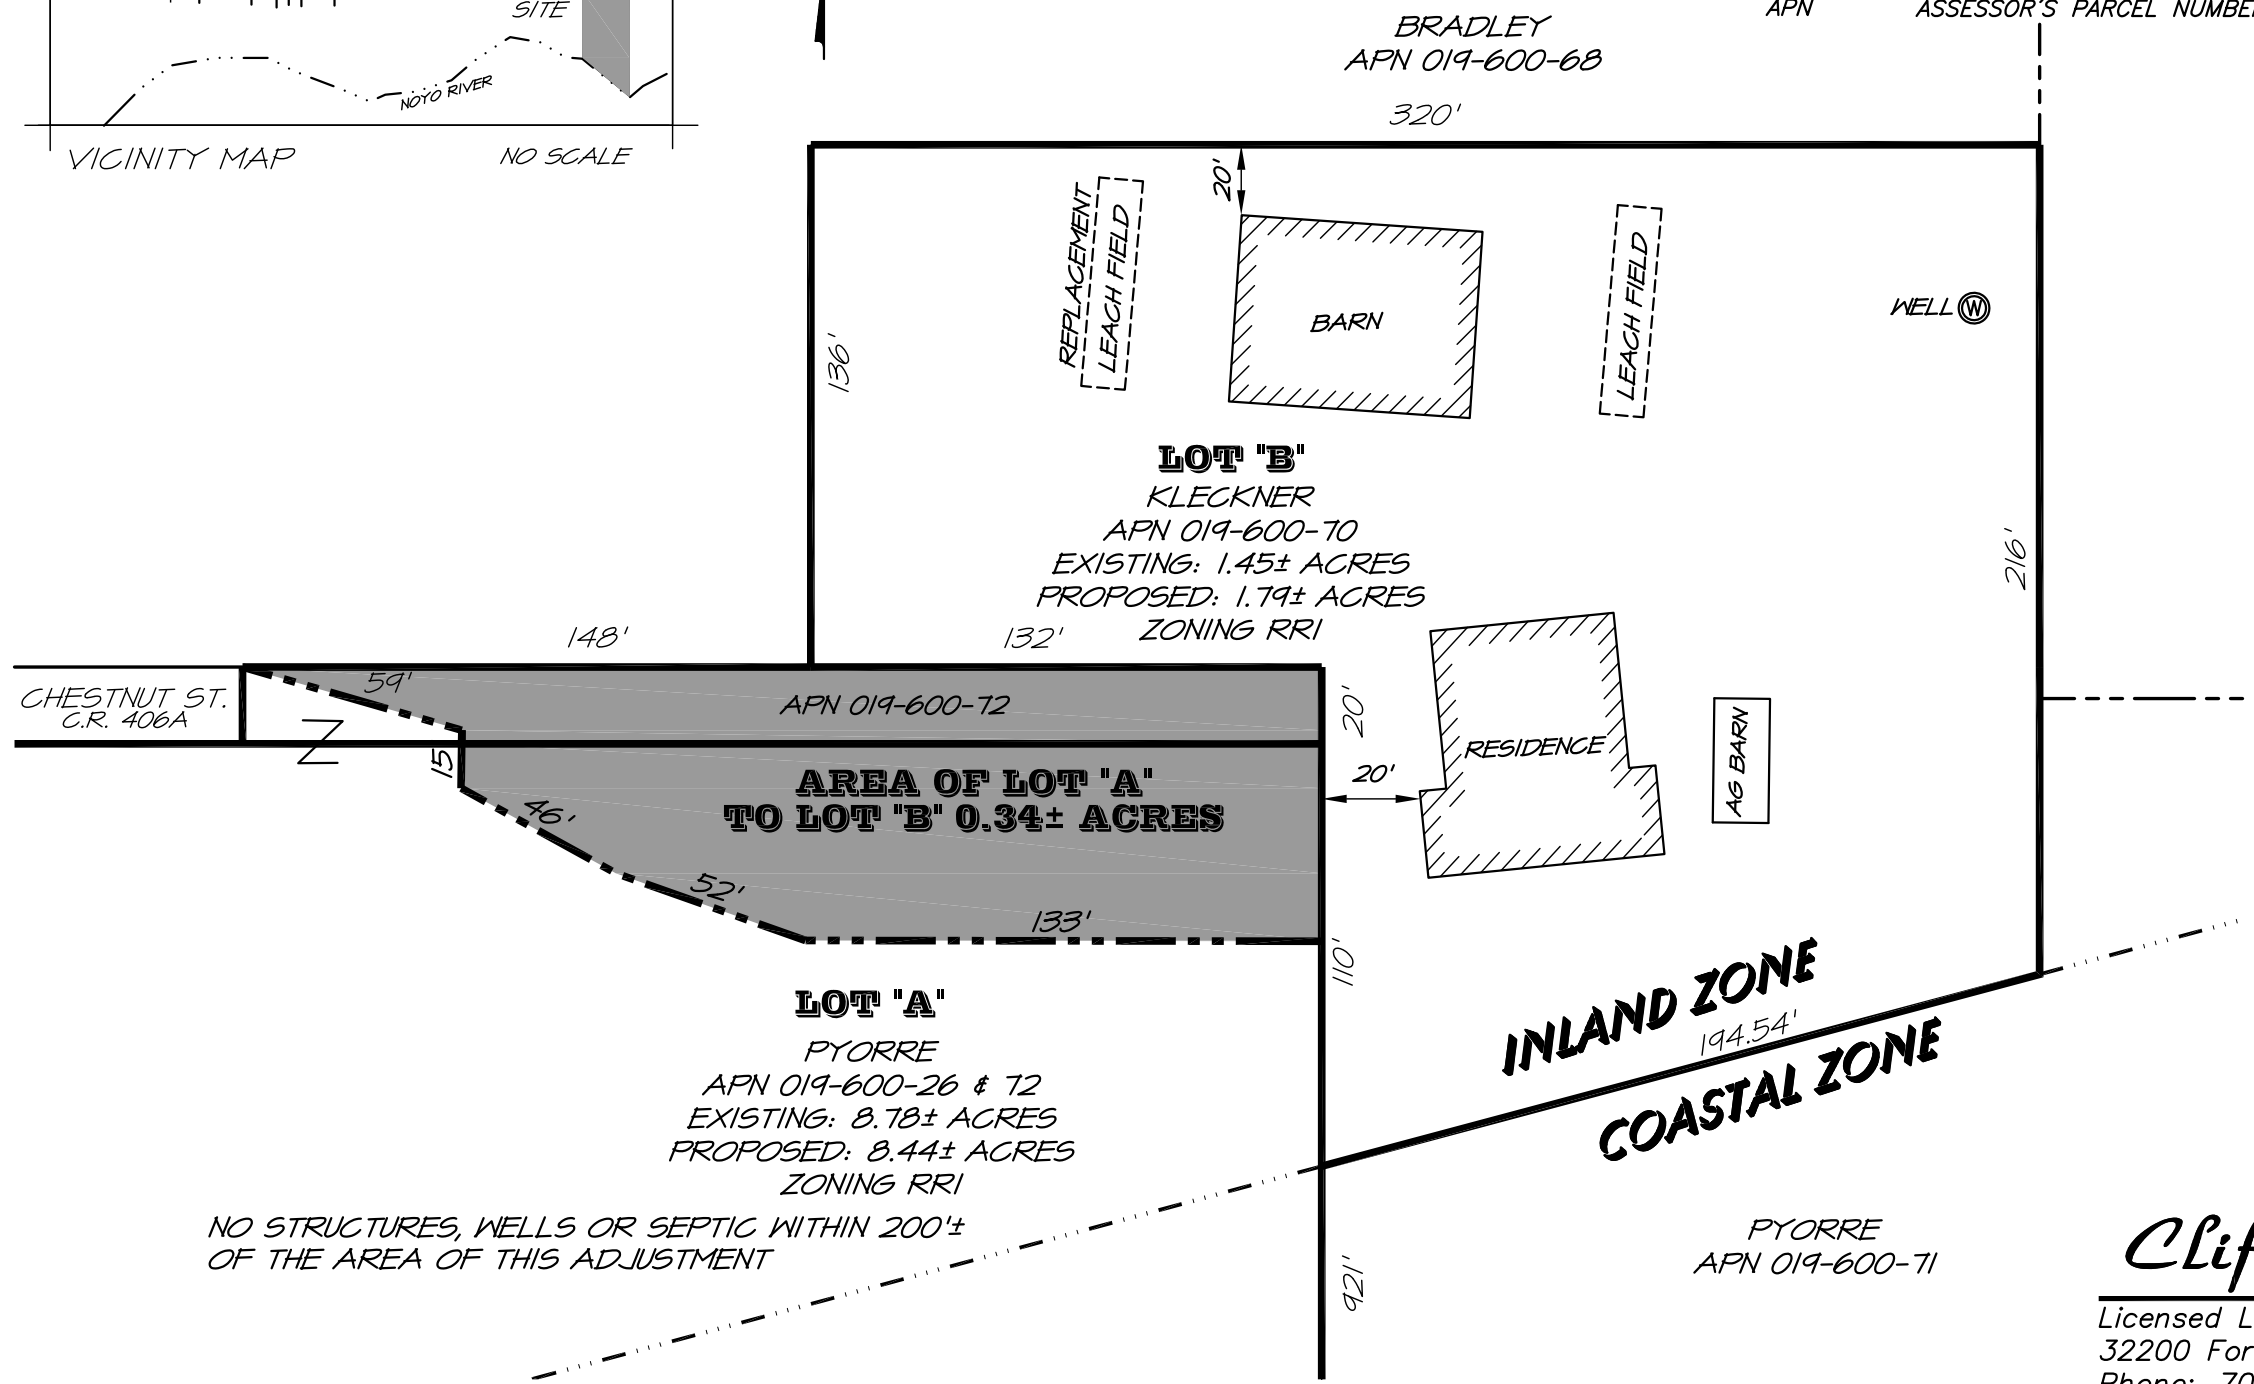 SITE
NOYO RIVER
VICINITY MAP
NO SCALE
BRADLEY
APN 019-600-68
APN ASSESSOR'S PARCEL NUMBE
320'
20'
REPLACEMENT
LEACH FIELD
BARN
LEACH FIELD
WELL W
136'
LOT "B"
KLECKNER
APN 019-600-70
EXISTING: 1.45± ACRES
PROPOSED: 1.79± ACRES
ZONING RR1
216'
148'
132'
CHESTNUT ST.
C.R. 406A
59'
APN 019-600-72
20'
15'
AREA OF LOT "A"
TO LOT "B" 0.34± ACRES
20'
RESIDENCE
AG BARN
46'
52'
133'
110'
INLAND ZONE
194.54'
COASTAL ZONE
LOT "A"
PYORRE
APN 019-600-26 & 72
EXISTING: 8.78± ACRES
PROPOSED: 8.44± ACRES
ZONING RR1
NO STRUCTURES, WELLS OR SEPTIC WITHIN 200'±
OF THE AREA OF THIS ADJUSTMENT
921'
PYORRE
APN 019-600-71
Clif
Licensed L
32200 For
Phone: 70